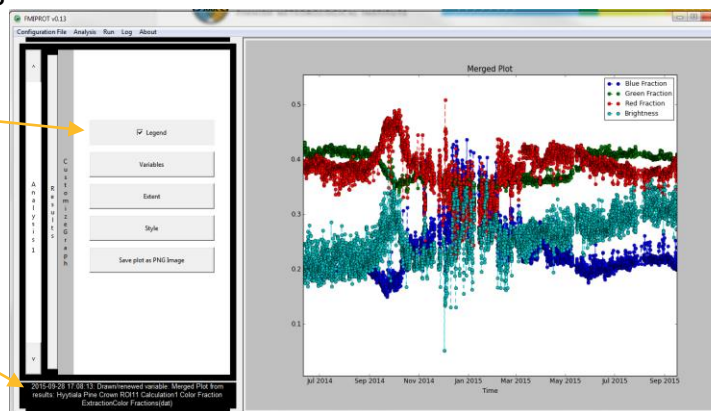 FMIPROT v0.13
Configuration File Analysis Run Log About
^
Analysis 1
Results
Customize Graph
Legend
Variables
Extent
Style
Save plot as PNG Image
v
2015-09-28 17:08:13: Drawn/renewed variable: Merged Plot from
results: Hyytiala Pine Crown ROI11 Calculation1 Color Fraction
ExtractionColor Fractions(dat)
Merged Plot
Blue Fraction
Green Fraction
Red Fraction
Brightness
0.5
0.4
0.3
0.2
0.1
Jul 2014 Sep 2014 Nov 2014 Jan 2015 Mar 2015 May 2015 Jul 2015 Sep 2015
Time